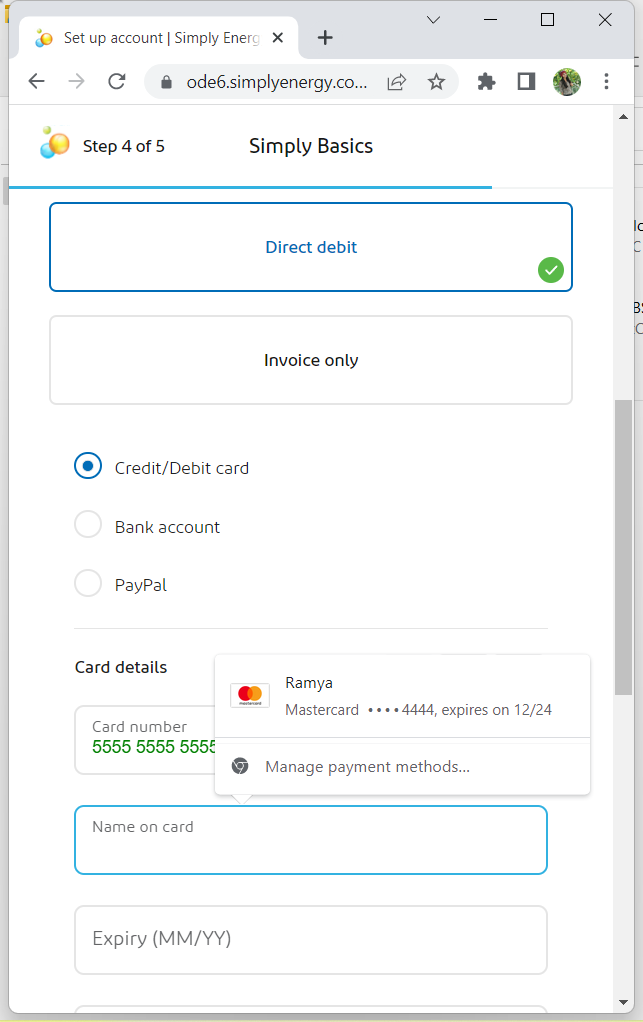 Set up account | Simply Energ
ode6.simplyenergy.co...
Step 4 of 5
Simply Basics
Direct debit
Invoice only
Credit/Debit card
Bank account
PayPal
Card details
Ramya
mastercard
Mastercard ••••4444, expires on 12/24
Card number
5555 5555 5555
Manage payment methods...
Name on card
Expiry (MM/YY)